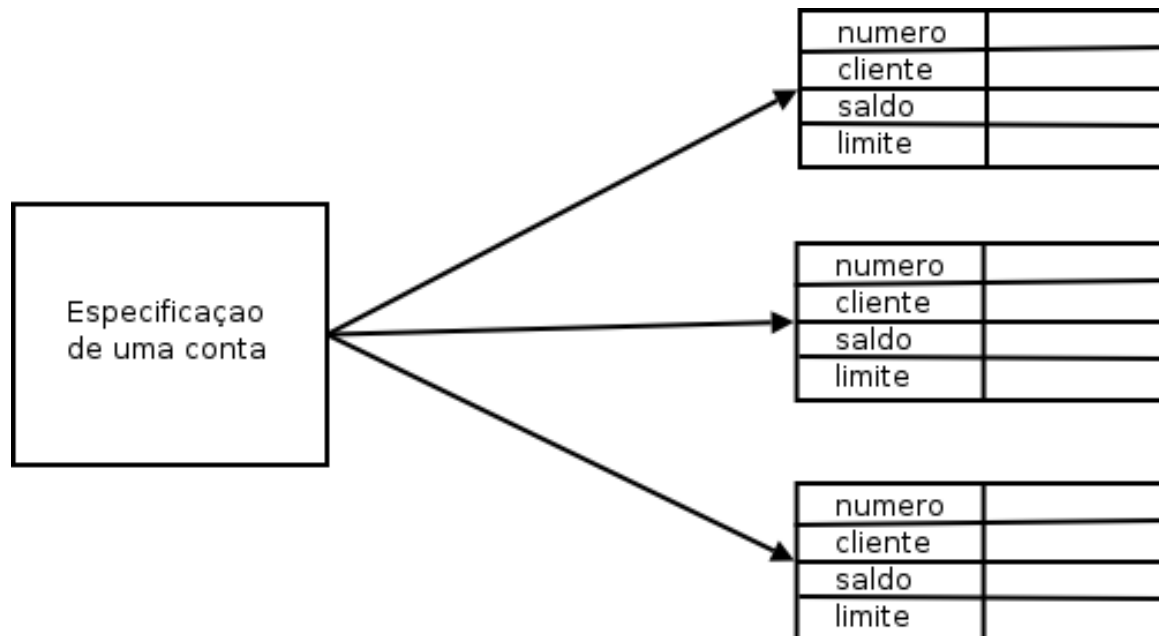 Especificaçao
de uma conta
numero
cliente
saldo
limite
numero
cliente
saldo
limite
numero
cliente
saldo
limite